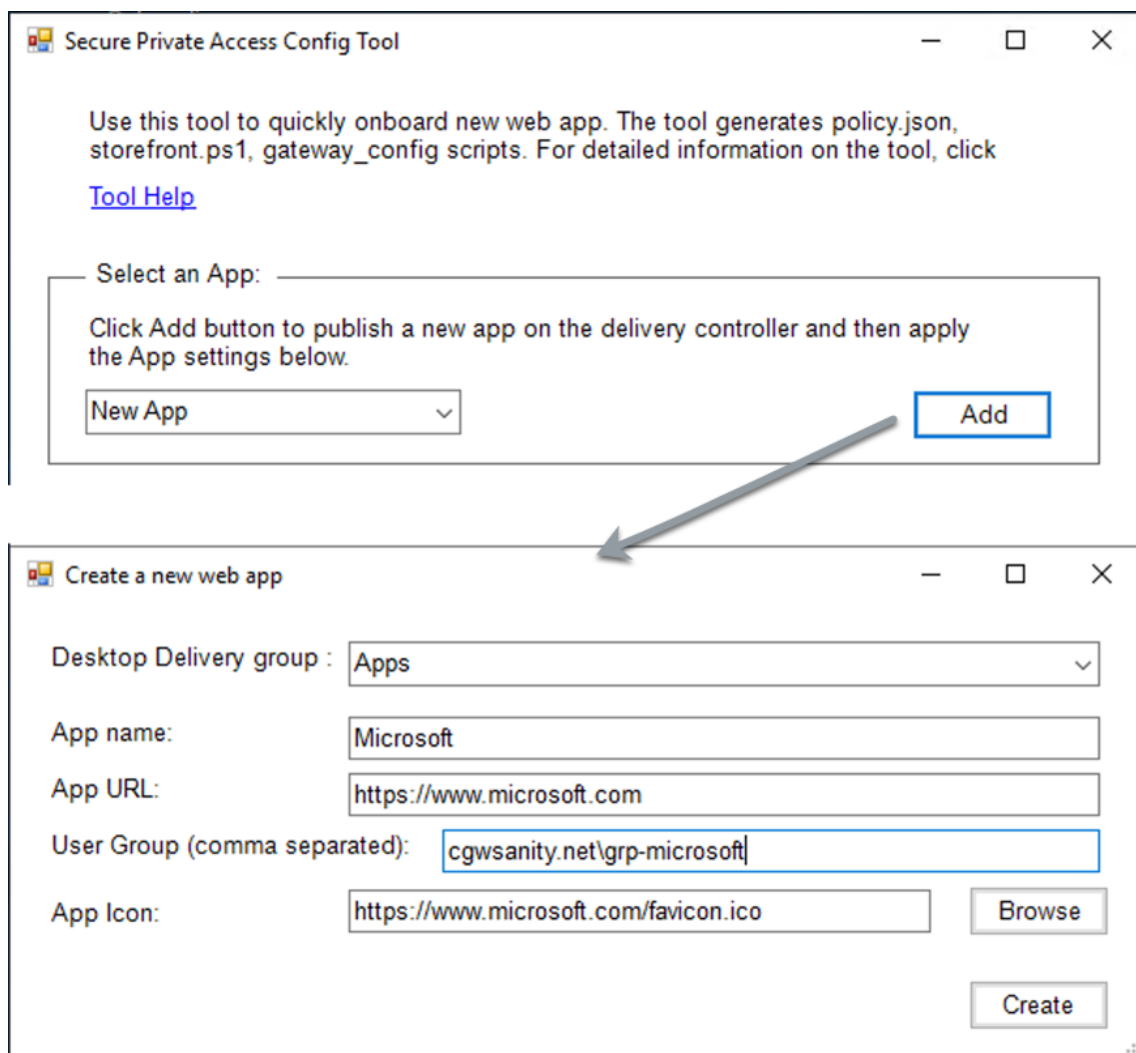 Secure Private Access Config Tool
Use this tool to quickly onboard new web app. The tool generates policy.json,
storefront.ps1, gateway_config scripts. For detailed information on the tool, click
Tool Help
Select an App:
Click Add button to publish a new app on the delivery controller and then apply
the App settings below.
New App
Add
Create a new web app
Desktop Delivery group : Apps
App name: Microsoft
App URL: https://www.microsoft.com
User Group (comma separated): cgwsanity.net\grp-microsoft
App Icon: https://www.microsoft.com/favicon.ico Browse
Create